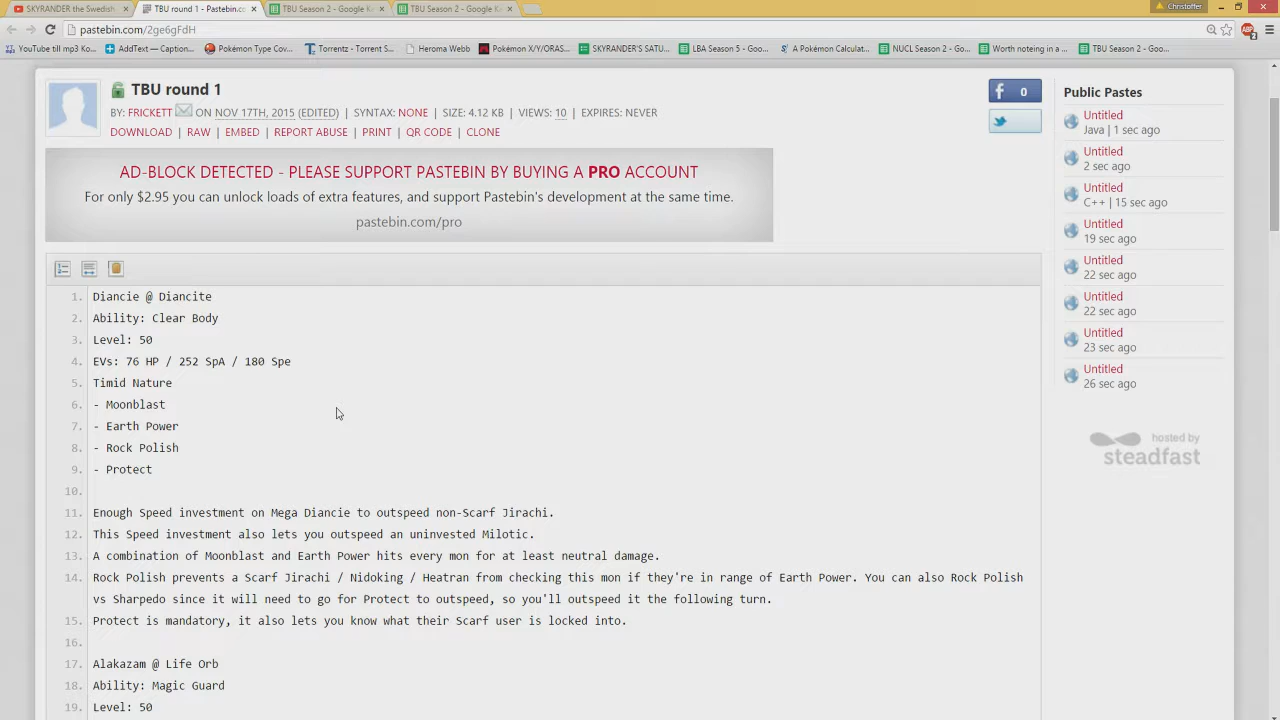 SKYRANDER the Swedish
TBU round 1 - Pastebin.c
TBU Season 2 - Google K
TBU Season 2 - Google K
Christoffer
pastebin.com/2ge6gFdH
YouTube till mp3 Ko...
AddText — Caption...
Pokémon Type Cov...
Torrentz - Torrent S...
Herona Webb
Pokémon X/Y/ORAS...
SKYRANDER'S SATU...
LBA Season 5 - Goo...
A Pokémon Calculat...
NUCL Season 2 - Go...
Worth noteing in a ...
TBU Season 2 - Goo...
TBU round 1
BY: FRICKETT ON NOV 17TH, 2015 (EDITED) | SYNTAX: NONE | SIZE: 4.12 KB | VIEWS: 10 | EXPIRES: NEVER
DOWNLOAD | RAW | EMBED | REPORT ABUSE | PRINT | QR CODE | CLONE
0
AD-BLOCK DETECTED - PLEASE SUPPORT PASTEBIN BY BUYING A PRO ACCOUNT
For only $2.95 you can unlock loads of extra features, and support Pastebin's development at the same time.
pastebin.com/pro
1. Diancie @ Diancite
2. Ability: Clear Body
3. Level: 50
4. EVs: 76 HP / 252 SpA / 180 Spe
5. Timid Nature
6. - Moonblast
7. - Earth Power
8. - Rock Polish
9. - Protect
10.
11. Enough Speed investment on Mega Diancie to outspeed non-Scarf Jirachi.
12. This Speed investment also lets you outspeed an uninvested Milotic.
13. A combination of Moonblast and Earth Power hits every mon for at least neutral damage.
14. Rock Polish prevents a Scarf Jirachi / Nidoking / Heatran from checking this mon if they're in range of Earth Power. You can also Rock Polish
vs Sharpedo since it will need to go for Protect to outspeed, so you'll outspeed it the following turn.
15. Protect is mandatory, it also lets you know what their Scarf user is locked into.
16.
17. Alakazam @ Life Orb
18. Ability: Magic Guard
19. Level: 50
Public Pastes
Untitled
Java | 1 sec ago
Untitled
2 sec ago
Untitled
C++ | 15 sec ago
Untitled
19 sec ago
Untitled
22 sec ago
Untitled
22 sec ago
Untitled
23 sec ago
Untitled
26 sec ago
hosted by
steadfast